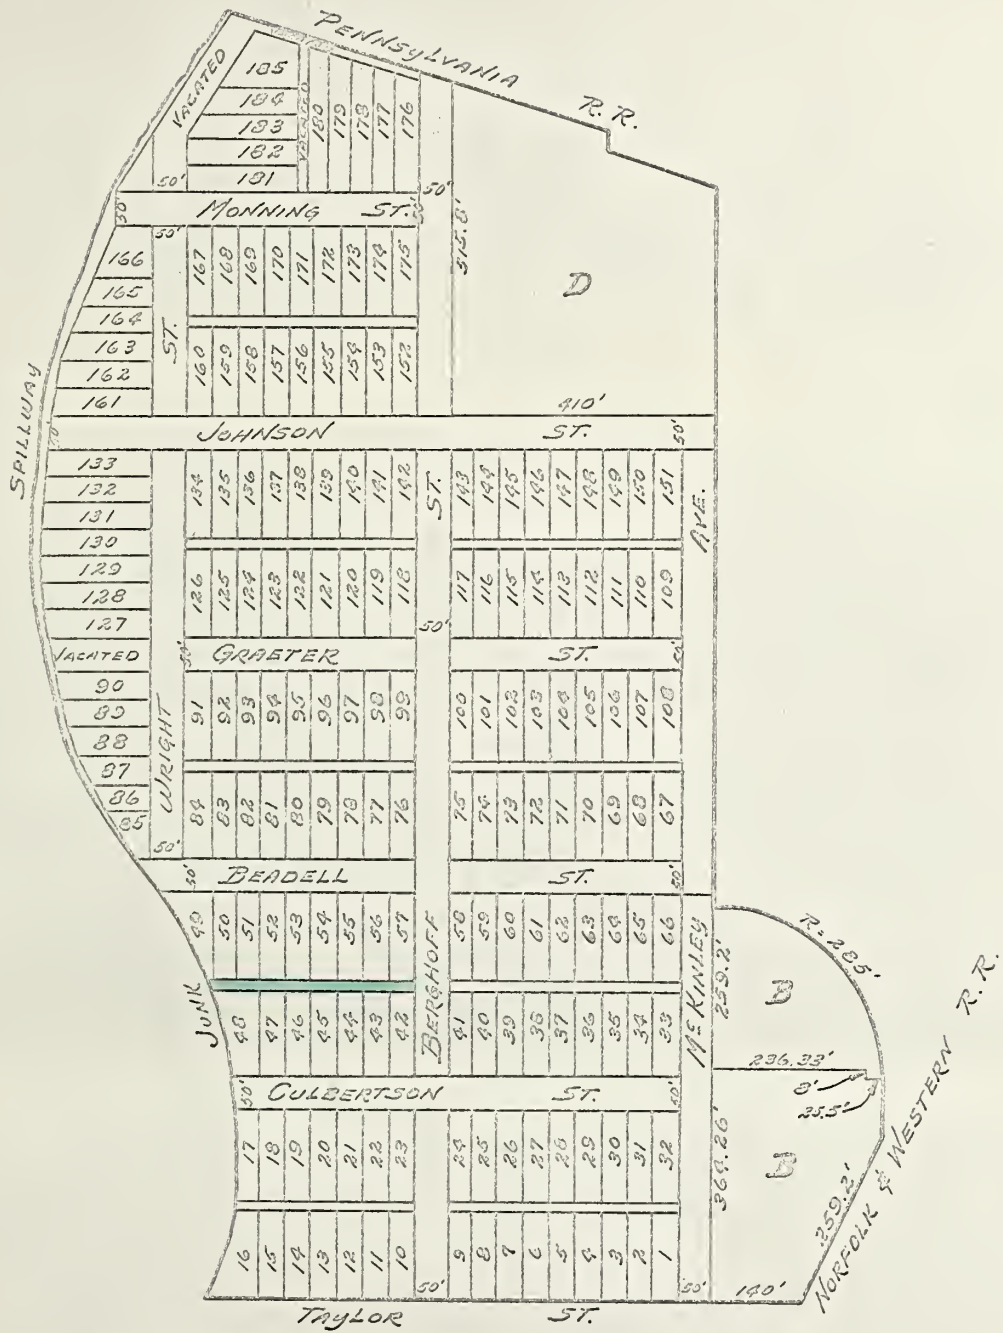 PENNSYLVANIA R. R.
VACATED
185
184
183
182
181
VACATED
180 179 178 177 176
50' 50'
50' MONNING ST. 50'
515.8'
50'
166
165
164
163
162
161
ST.
167 168 169 170 171 172 173 174 175
160 159 158 157 156 155 154 153 152
D
410'
SPILLWAY
50' JOHNSON ST. 50'
133
132
131
130
129
128
127
VACATED
90
89
88
87
86
85
WRIGHT
50'
134 135 136 137 138 139 140 141 142
ST.
143 144 145 146 147 148 149 150 151
AVE.
126 125 124 123 122 121 120 119 118
117 116 115 114 113 112 111 110 109
50'
50' GRAETER ST. 50'
91 92 93 94 95 96 97 98 99
100 101 102 103 104 105 106 107 108
84 83 82 81 80 79 78 77 76
75 74 73 72 71 70 69 68 67
50' BEADELL ST. 50'
49 50 51 52 53 54 55 56 57
58 59 60 61 62 63 64 65 66
JUNK
BERGHOFF
McKINLEY
259.2'
B
R=285'
48 47 46 45 44 43 42
41 40 39 38 37 36 35 34 33
236.33'
8'
25.5'
50' CULBERTSON ST. 50'
17 18 19 20 21 22 23
24 25 26 27 28 29 30 31 32
364.26'
B
259.2'
NORFOLK & WESTERN R.R.
16 15 14 13 12 11 10
9 8 7 6 5 4 3 2 1
50' 50' 140'
TAYLOR ST.